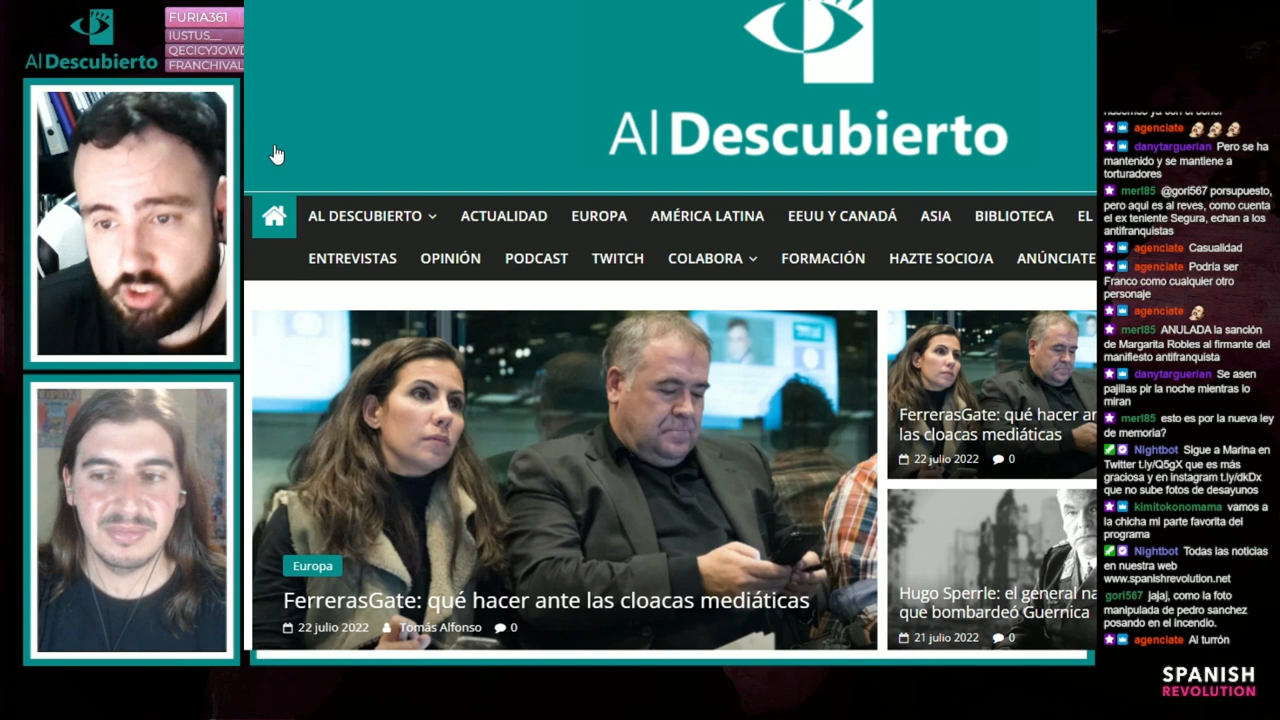 Al Descubierto
FURIA361
IUSTUS__
QECICYJOWD
FRANCHIVAL
Al Descubierto
AL DESCUBIERTO
ACTUALIDAD
EUROPA
AMÉRICA LATINA
EEUU Y CANADÁ
ASIA
BIBLIOTECA
EL
ENTREVISTAS
OPINIÓN
PODCAST
TWITCH
COLABORA
FORMACIÓN
HAZTE SOCIO/A
ANÚNCIATE
Europa
FerrerasGate: qué hacer ante las cloacas mediáticas
22 julio 2022 Tomás Alfonso 0
FerrerasGate: qué hacer an
las cloacas mediáticas
22 julio 2022 0
Hugo Sperrle: el general na
que bombardeó Guernica
21 julio 2022 0
agenciate
danytarguerian Pero se ha
mantenido y se mantiene a
torturadores
merl85 @gori567 porsupuesto,
pero aqui es al reves, como cuenta
el ex teniente Segura, echan a los
antifranquistas
agenciate Casualidad
agenciate Podría ser
Franco como cualquier otro
personaje
agenciate
merl85 ANULADA la sanción
de Margarita Robles al firmante del
manifiesto antifranquista
danytarguerian Se asen
pajillas pir la noche mientras lo
miran
merl85 esto es por la nueva ley
de memoria?
Nightbot Sigue a Marina en
Twitter t.ly/Q5gX que es más
graciosa y en instagram t.ly/dkDx
que no sube fotos de desayunos
kimitokonomama vamos a
la chicha mi parte favorita del
programa
Nightbot Todas las noticias
en nuestra web
www.spanishrevolution.net
gori567 jajaj, como la foto
manipulada de pedro sanchez
posando en el incendio.
agenciate Al turrón
SPANISH
REVOLUTION